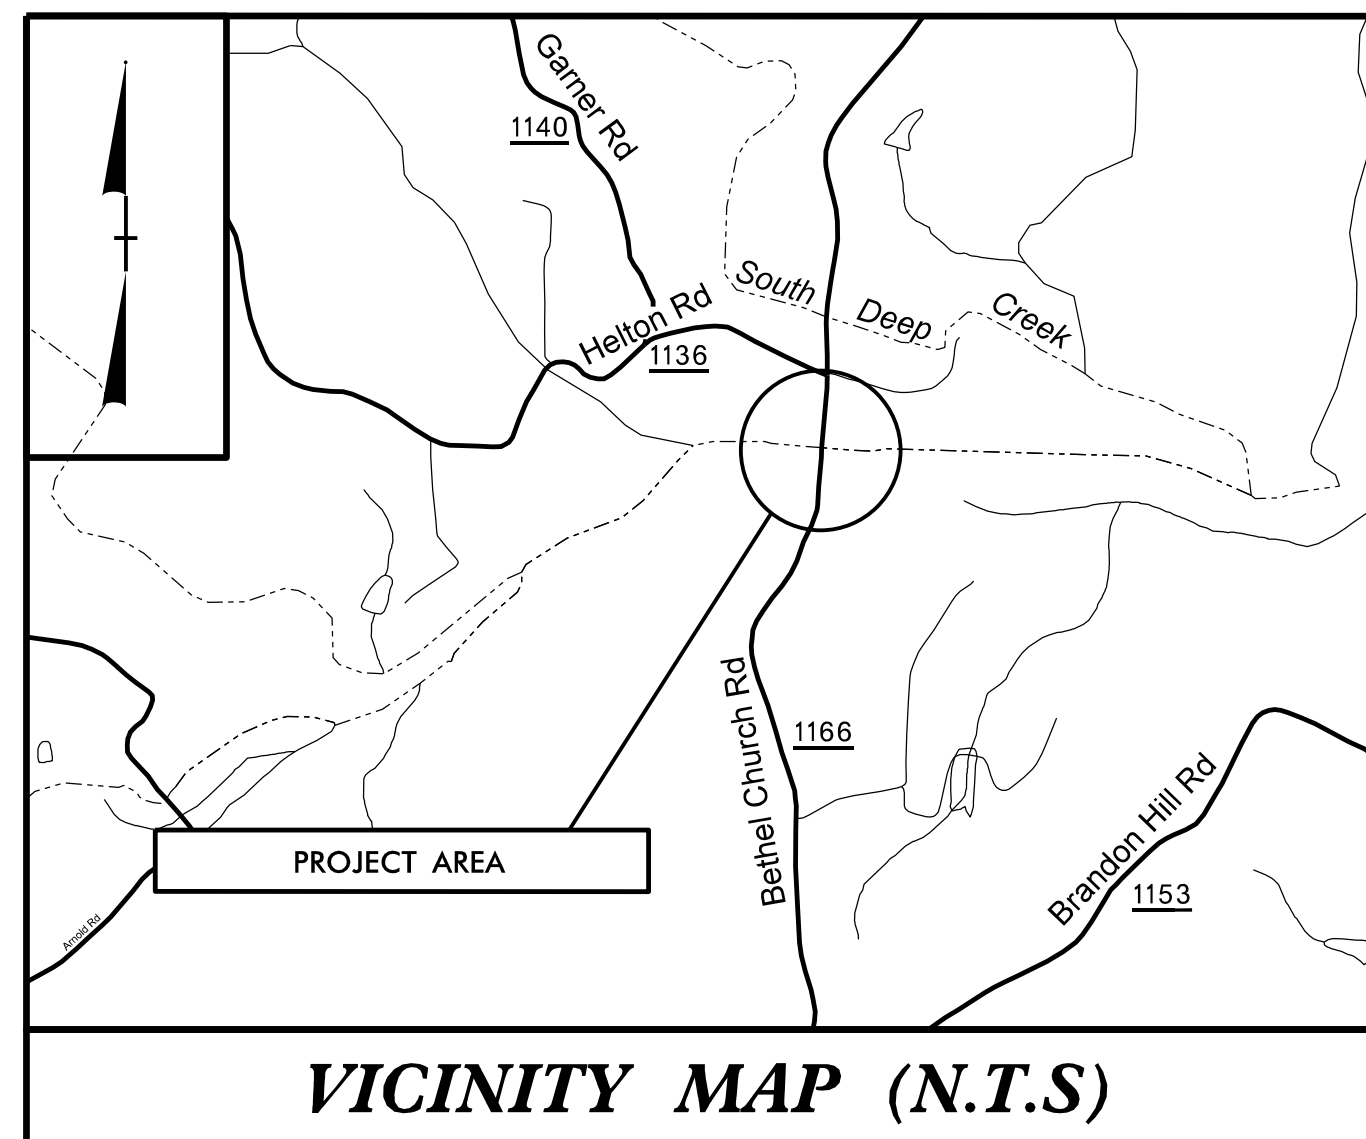 Garner Rd
1140
South Deep Creek
Helton Rd
1136
Bethel Church Rd
1166
Brandon Hill Rd
1153
PROJECT AREA
Arnold Rd
VICINITY MAP (N.T.S)